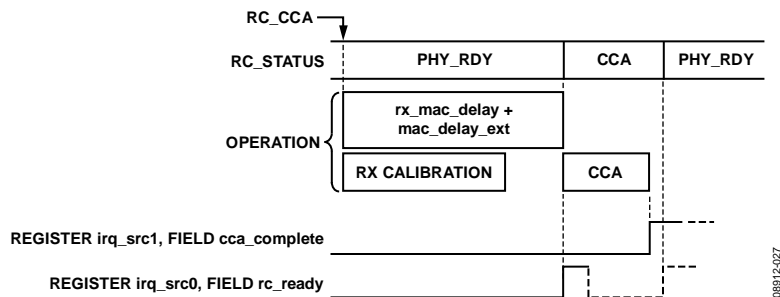 RC_CCA
RC_STATUS
PHY_RDY
CCA
PHY_RDY
OPERATION
rx_mac_delay +
mac_delay_ext
RX CALIBRATION
CCA
REGISTER irq_src1, FIELD cca_complete
REGISTER irq_src0, FIELD rc_ready
08912-027